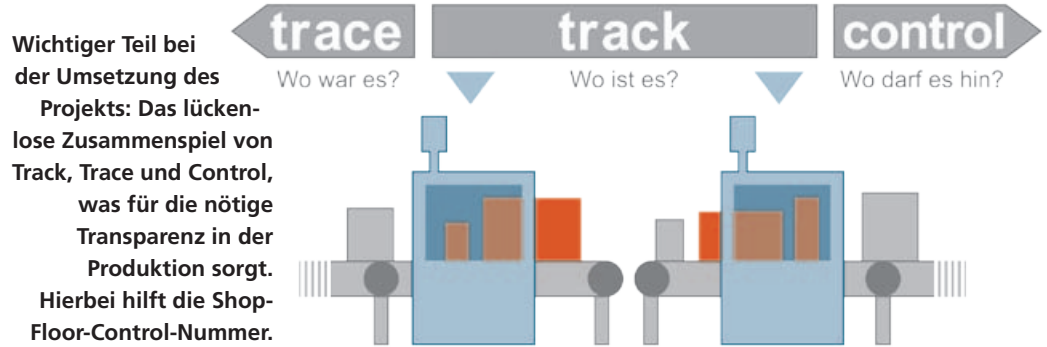 Wichtiger Teil bei
der Umsetzung des
Projekts: Das lücken-
lose Zusammenspiel von
Track, Trace und Control,
was für die nötige
Transparenz in der
Produktion sorgt.
Hierbei hilft die Shop-
Floor-Control-Nummer.
trace
track
control
Wo war es?
Wo ist es?
Wo darf es hin?